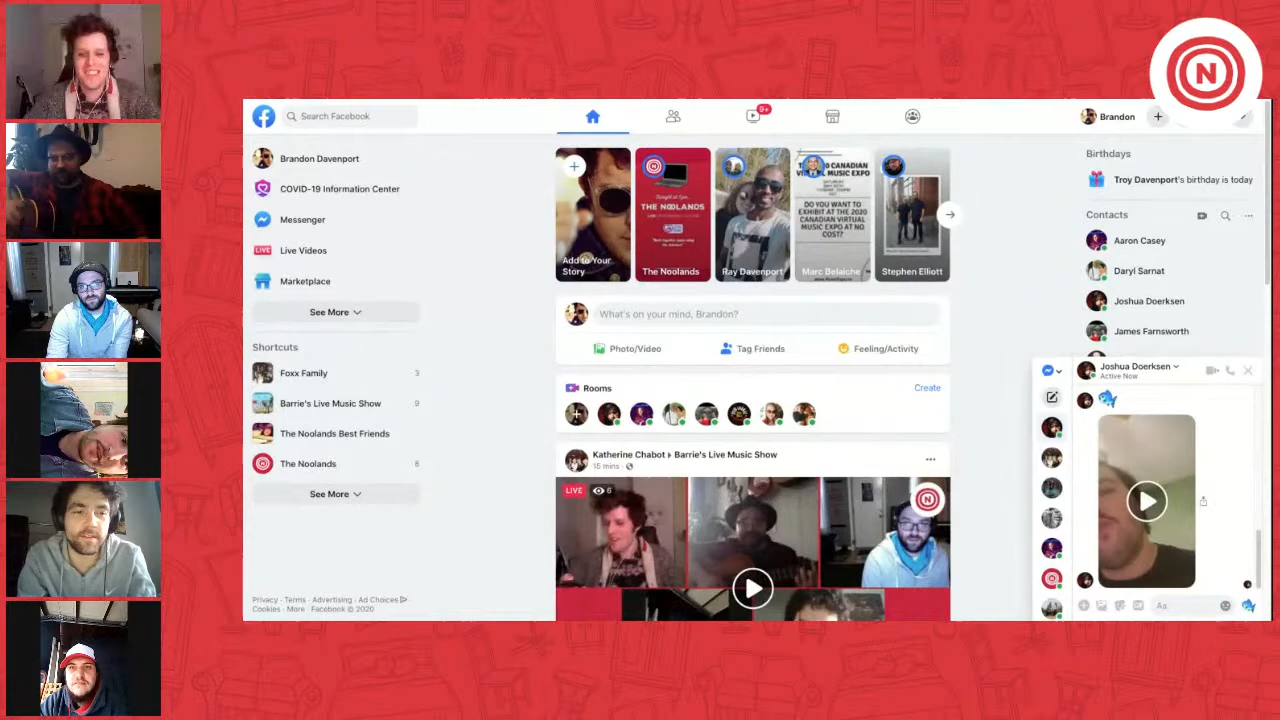 N
Search Facebook
9+
Brandon
Brandon Davenport
COVID-19 Information Center
Messenger
LIVE
Live Videos
Marketplace
See More
Shortcuts
Foxx Family
3
Barrie's Live Music Show
9
The Noolands Best Friends
The Noolands
8
See More
Privacy · Terms · Advertising · Ad Choices
Cookies · More · Facebook © 2020
Add to Your
Story
THE NOOLANDS
The Noolands
Ray Davenport
CANADIAN
VIRTUAL MUSIC EXPO
DO YOU WANT
TO EXHIBIT AT THE 2020
CANADIAN VIRTUAL
MUSIC EXPO AT NO
COST?
Marc Belaiche
Stephen Elliott
What's on your mind, Brandon?
Photo/Video
Tag Friends
Feeling/Activity
Rooms
Create
Katherine Chabot
Barrie's Live Music Show
15 mins ·
LIVE
6
N
Birthdays
Troy Davenport's birthday is today
Contacts
Aaron Casey
Daryl Sarnat
Joshua Doerksen
James Farnsworth
Joshua Doerksen
Active Now
Aa